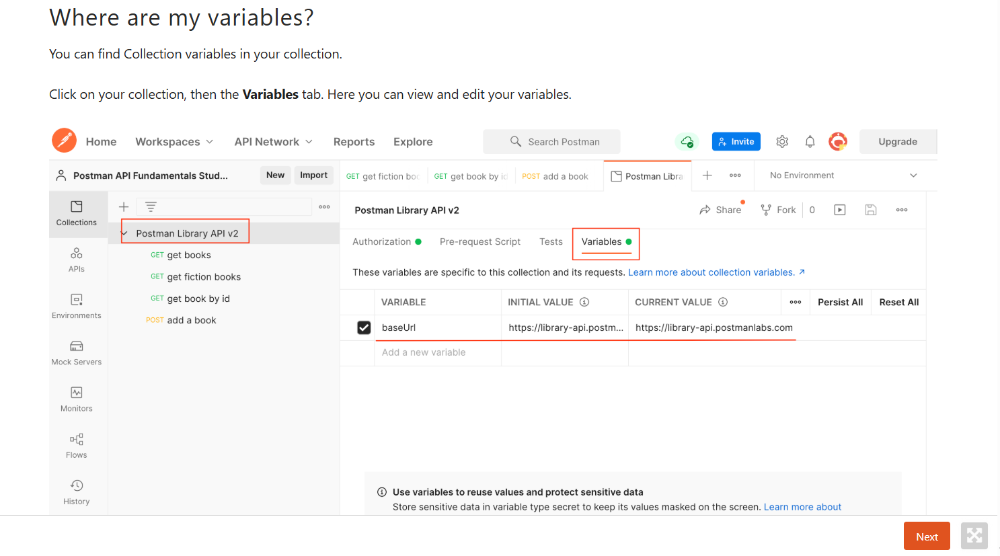 Where are my variables?
You can find Collection variables in your collection.
Click on your collection, then the Variables tab. Here you can view and edit your variables.
Home Workspaces API Network Reports Explore Search Postman Invite Upgrade
Postman API Fundamentals Stud... New Import
GET get fiction boo GET get book by id POST add a book Postman Libra No Environment
Collections
APIs
Environments
Mock Servers
Monitors
Flows
History
Postman Library API v2
GET get books
GET get fiction books
GET get book by id
POST add a book
Postman Library API v2 Share Fork 0
Authorization Pre-request Script Tests Variables
These variables are specific to this collection and its requests. Learn more about collection variables. ↗
VARIABLE INITIAL VALUE CURRENT VALUE Persist All Reset All
baseUrl https://library-api.postm... https://library-api.postmanlabs.com
Add a new variable
Use variables to reuse values and protect sensitive data
Store sensitive data in variable type secret to keep its values masked on the screen. Learn more about
Next